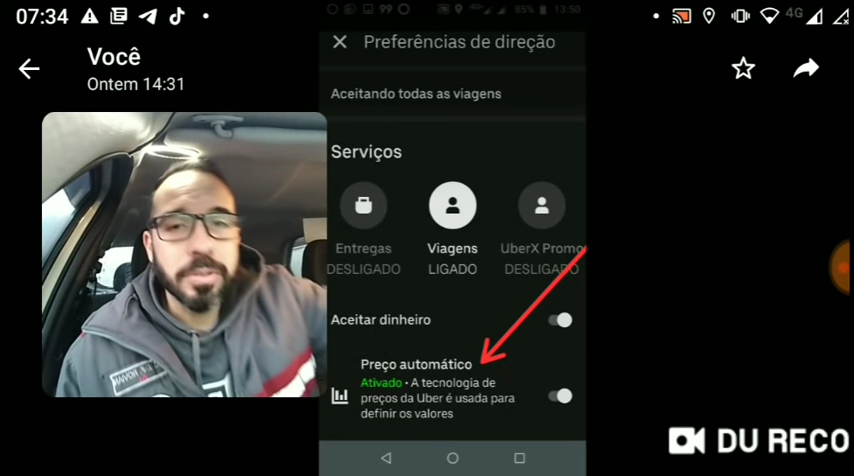 07:34
4G
Você
Ontem 14:31
99
85%
13:50
Preferências de direção
Aceitando todas as viagens
Serviços
Entregas
DESLIGADO
Viagens
LIGADO
UberX Promo
DESLIGADO
Aceitar dinheiro
Preço automático
Ativado • A tecnologia de
preços da Uber é usada para
definir os valores
DU RECO